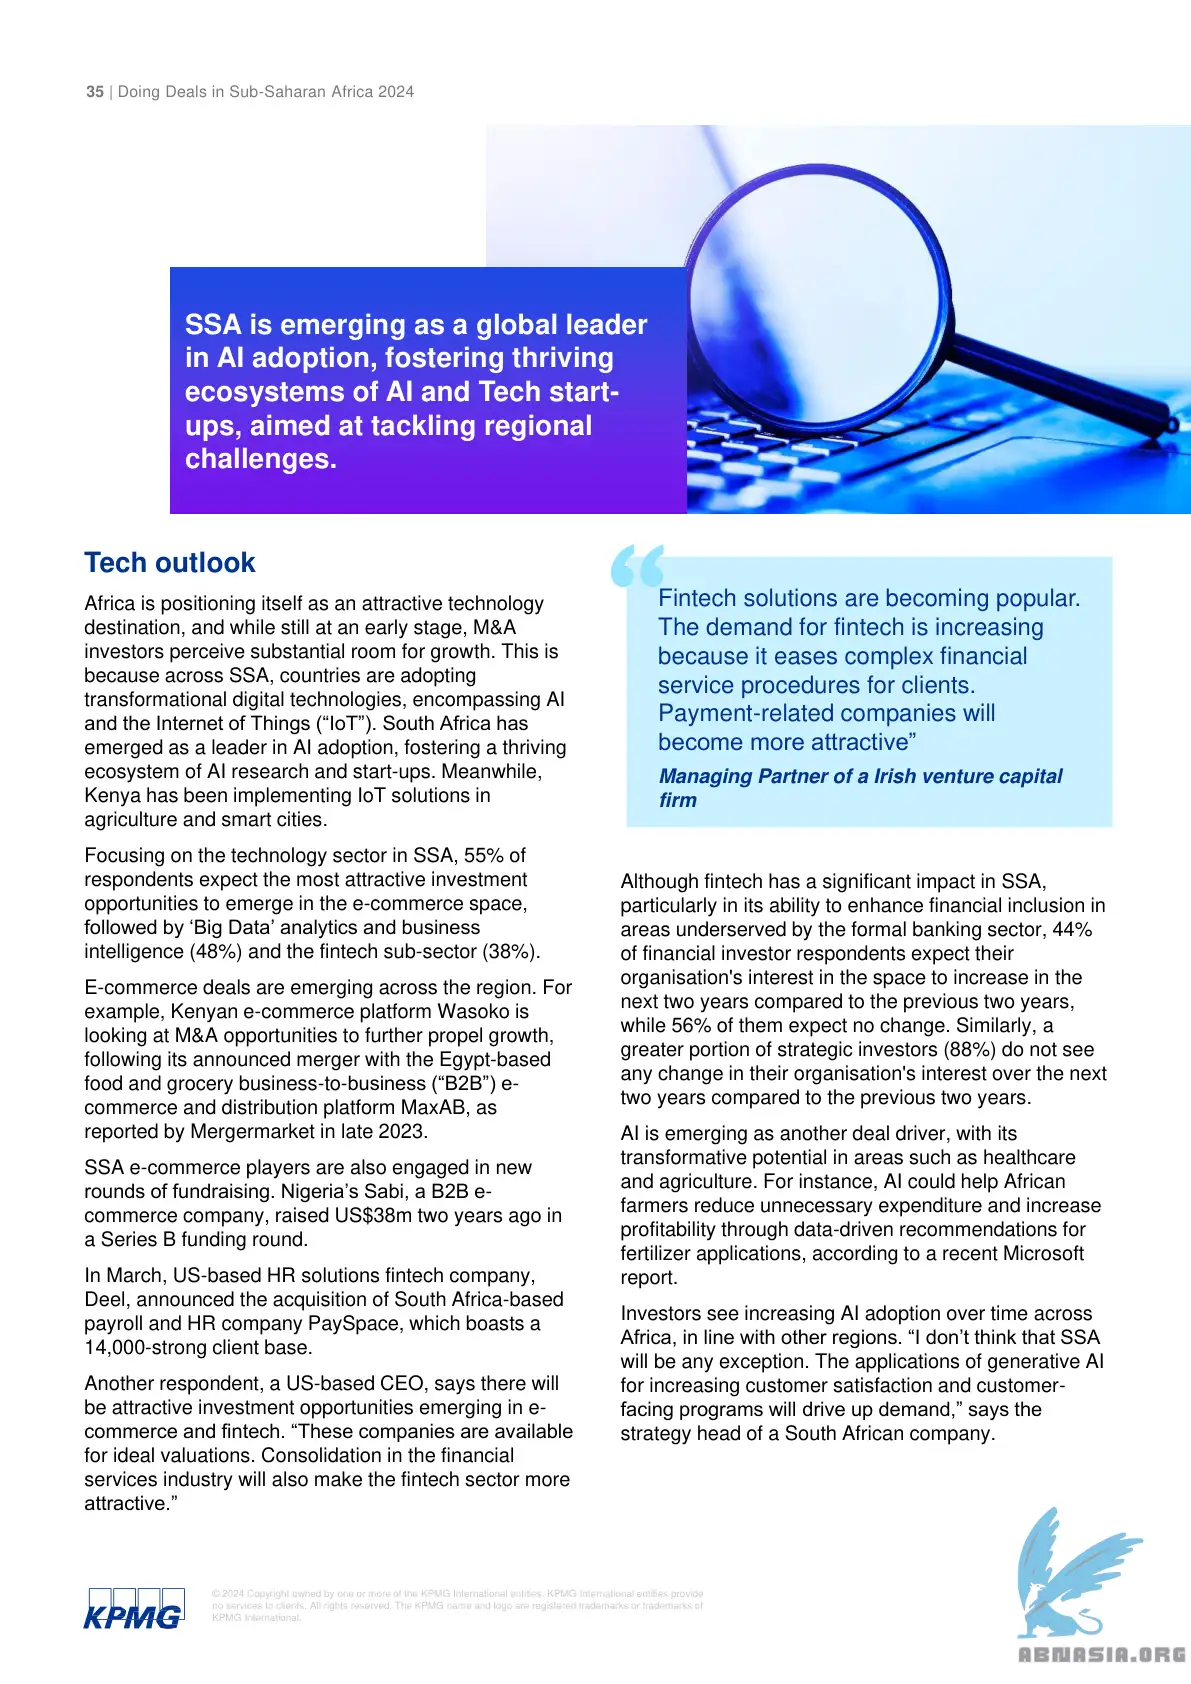 35 | Doing Deals in Sub-Saharan Africa 2024
SSA is emerging as a global leader
in AI adoption, fostering thriving
ecosystems of AI and Tech start-
ups, aimed at tackling regional
challenges.
Tech outlook
Africa is positioning itself as an attractive technology
destination, and while still at an early stage, M&A
investors perceive substantial room for growth. This is
because across SSA, countries are adopting
transformational digital technologies, encompassing AI
and the Internet of Things (“IoT”). South Africa has
emerged as a leader in AI adoption, fostering a thriving
ecosystem of AI research and start-ups. Meanwhile,
Kenya has been implementing IoT solutions in
agriculture and smart cities.
Focusing on the technology sector in SSA, 55% of
respondents expect the most attractive investment
opportunities to emerge in the e-commerce space,
followed by ‘Big Data’ analytics and business
intelligence (48%) and the fintech sub-sector (38%).
E-commerce deals are emerging across the region. For
example, Kenyan e-commerce platform Wasoko is
looking at M&A opportunities to further propel growth,
following its announced merger with the Egypt-based
food and grocery business-to-business (“B2B”) e-
commerce and distribution platform MaxAB, as
reported by Mergermarket in late 2023.
SSA e-commerce players are also engaged in new
rounds of fundraising. Nigeria’s Sabi, a B2B e-
commerce company, raised US$38m two years ago in
a Series B funding round.
In March, US-based HR solutions fintech company,
Deel, announced the acquisition of South Africa-based
payroll and HR company PaySpace, which boasts a
14,000-strong client base.
Another respondent, a US-based CEO, says there will
be attractive investment opportunities emerging in e-
commerce and fintech. “These companies are available
for ideal valuations. Consolidation in the financial
services industry will also make the fintech sector more
attractive.”
“
Fintech solutions are becoming popular.
The demand for fintech is increasing
because it eases complex financial
service procedures for clients.
Payment-related companies will
become more attractive”
Managing Partner of a Irish venture capital
firm
Although fintech has a significant impact in SSA,
particularly in its ability to enhance financial inclusion in
areas underserved by the formal banking sector, 44%
of financial investor respondents expect their
organisation's interest in the space to increase in the
next two years compared to the previous two years,
while 56% of them expect no change. Similarly, a
greater portion of strategic investors (88%) do not see
any change in their organisation's interest over the next
two years compared to the previous two years.
AI is emerging as another deal driver, with its
transformative potential in areas such as healthcare
and agriculture. For instance, AI could help African
farmers reduce unnecessary expenditure and increase
profitability through data-driven recommendations for
fertilizer applications, according to a recent Microsoft
report.
Investors see increasing AI adoption over time across
Africa, in line with other regions. “I don’t think that SSA
will be any exception. The applications of generative AI
for increasing customer satisfaction and customer-
facing programs will drive up demand,” says the
strategy head of a South African company.
KPMG
© 2024 Copyright owned by one or more of the KPMG International entities. KPMG International entities provide
no services to clients. All rights reserved. The KPMG name and logo are registered trademarks or trademarks of
KPMG International.
ABNASIA.ORG